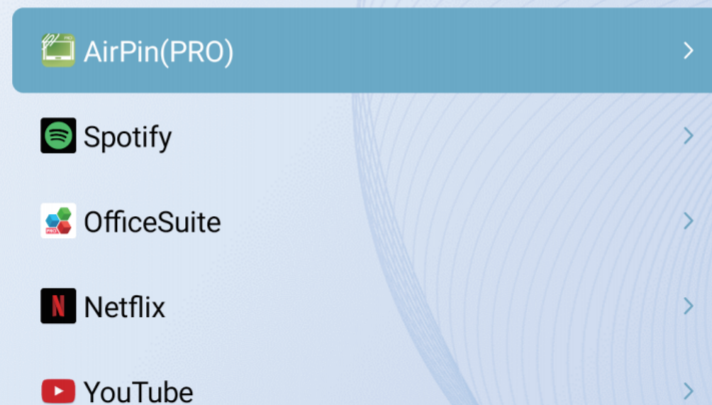 AirPin(PRO)
Spotify
OfficeSuite
Netflix
YouTube